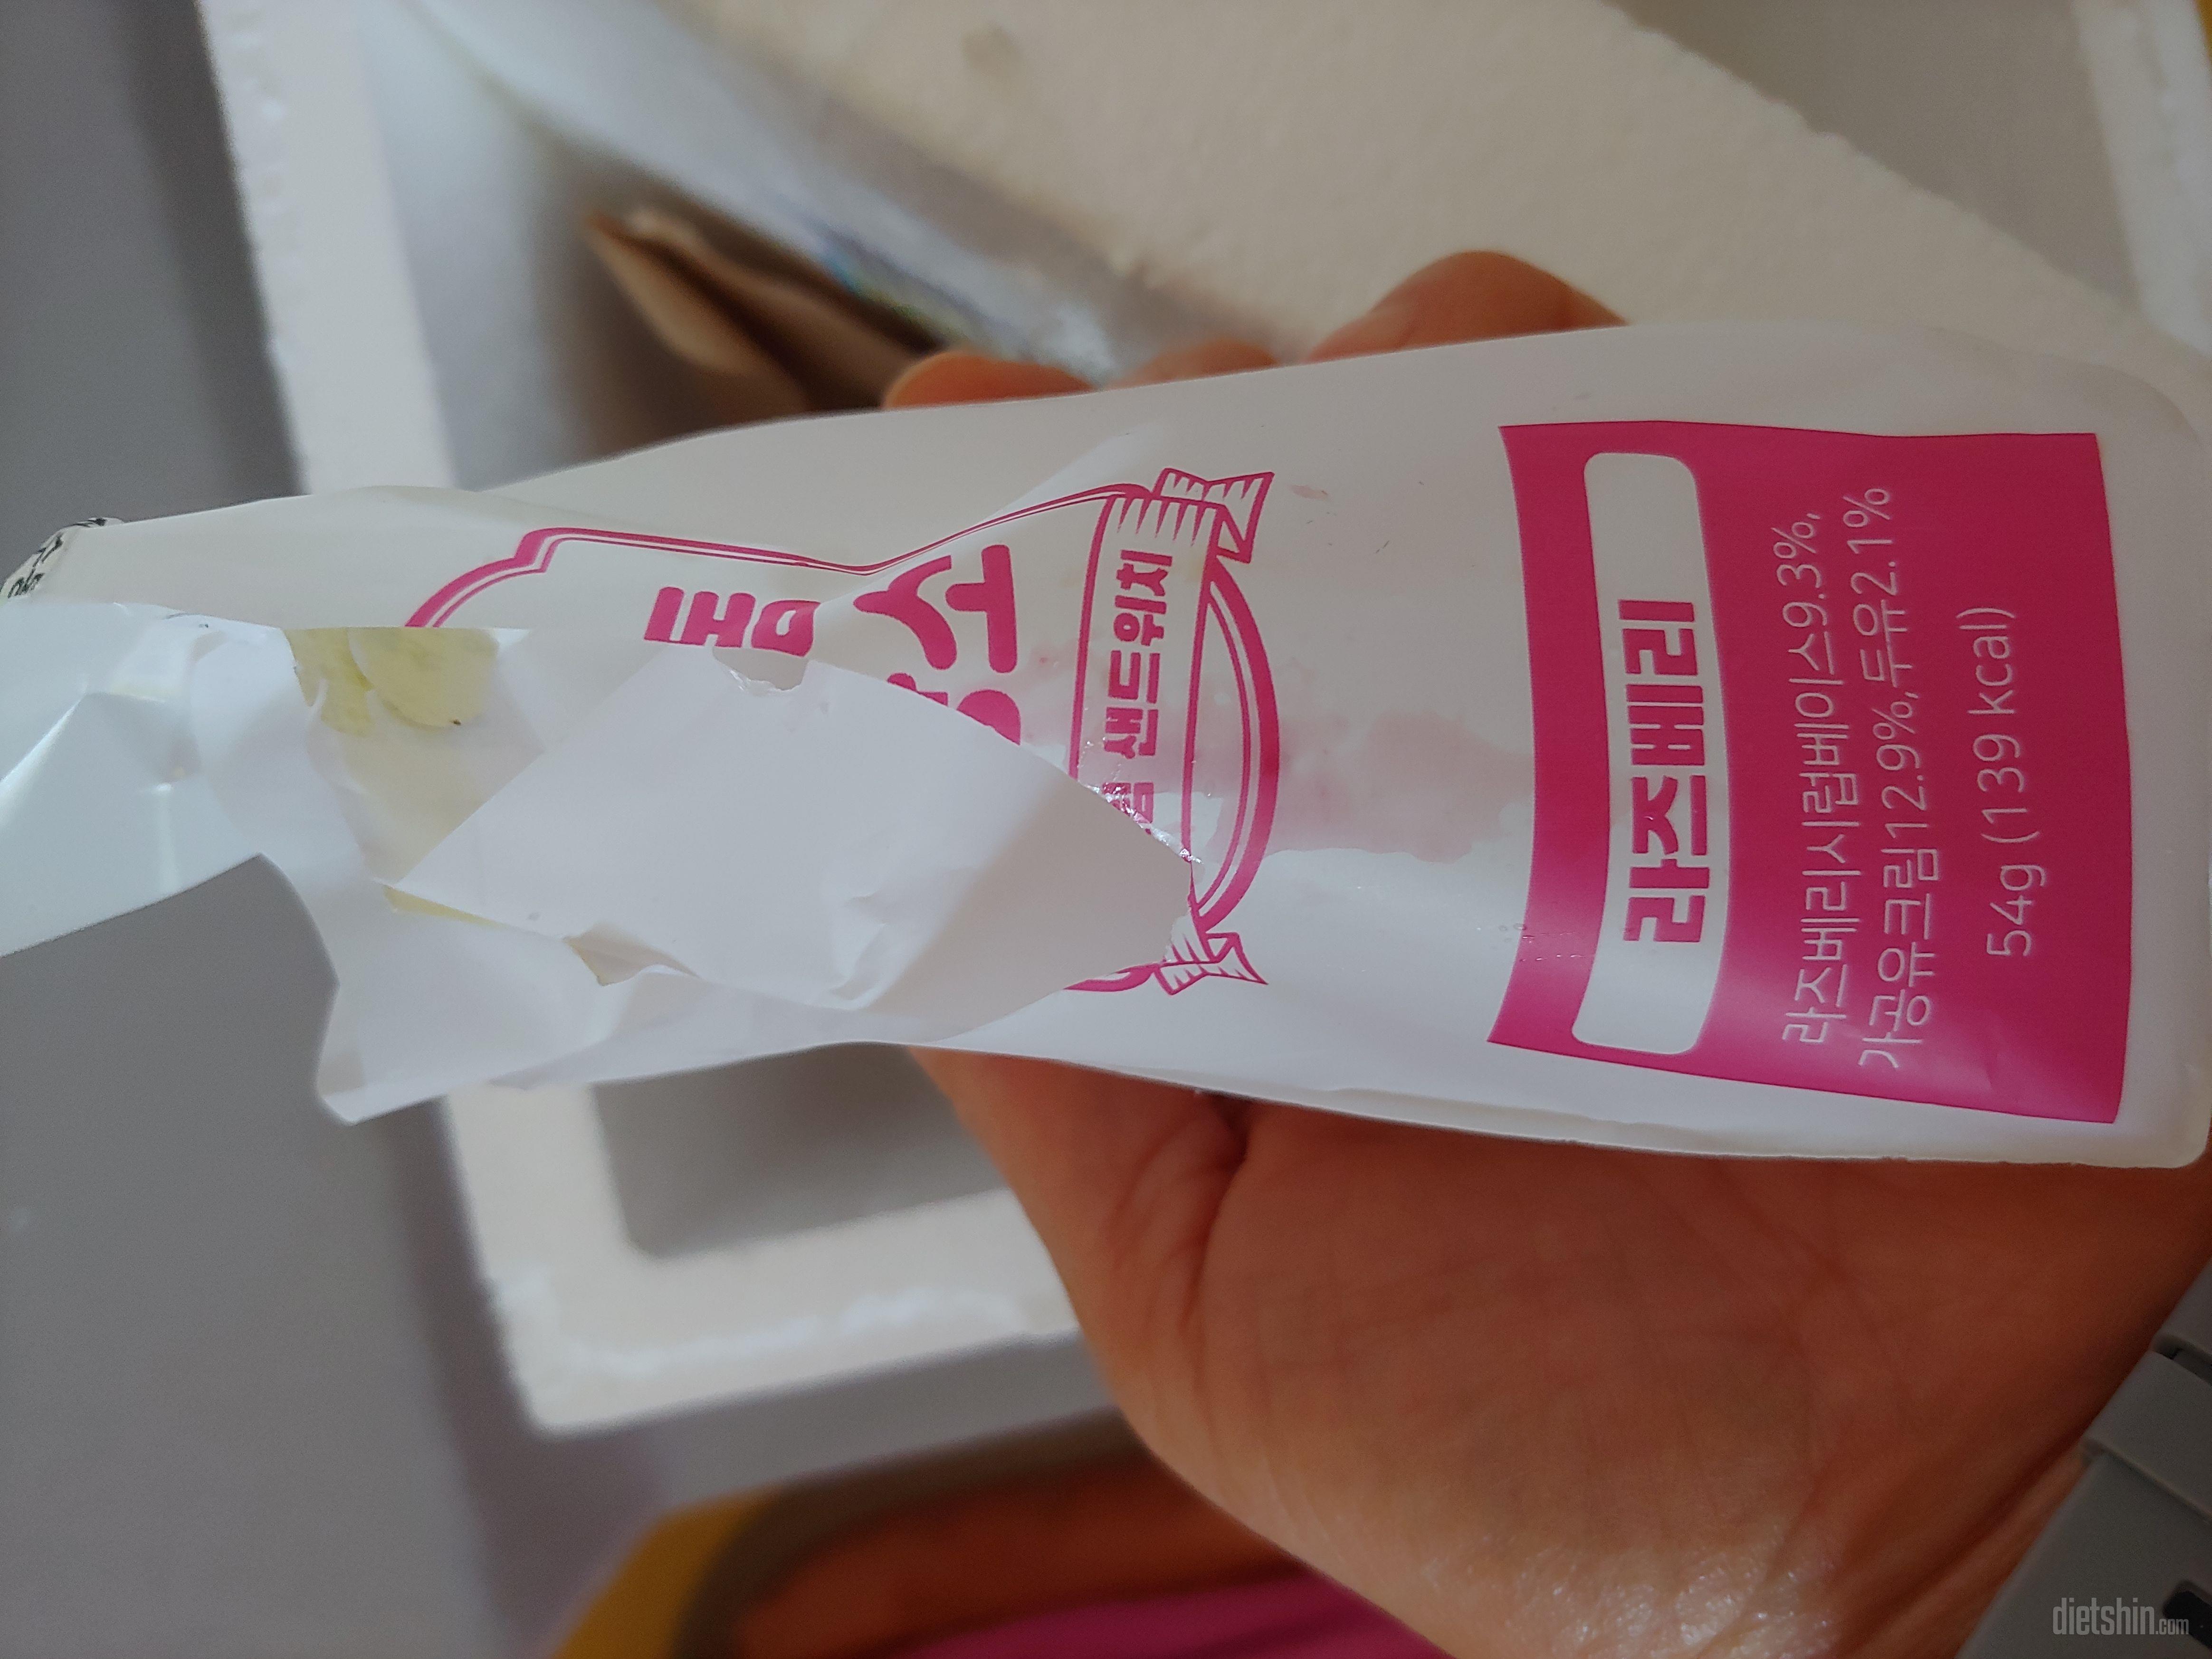 샌드위치
라즈베리
라즈베리시럽베이스9.3%,
가공유크림12.9%,두유2.1%
54g (139 kcal)
dietshin.com